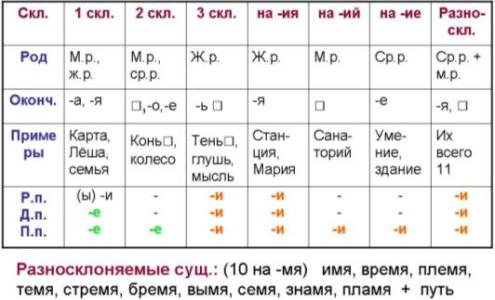 Скл. 1 скл. 2 скл. 3 скл. на -ия на -ий на -ие Разно-
скл.
Род М.р., М.р., Ж.р. Ж.р. М.р. Ср.р. Ср.р. +
ж.р. ср.р. м.р.
Оконч. -а, -я □,-о,-е -ь □ -я □ -е -я, □
Приме Карта, Конь□, Тень□, Стан- Сана- Уме- Их
ры Лёша, колесо глушь, ция, торий ние, всего
семья мысль Мария здание 11
Р.п. (ы) -и - -и -и - - -и
Д.п. -е - -и -и - - -и
П.п. -е -е -и -и -и -и -и
Разносклоняемые сущ.: (10 на -мя) имя, время, племя,
темя, стремя, бремя, вымя, семя, знамя, пламя + путь